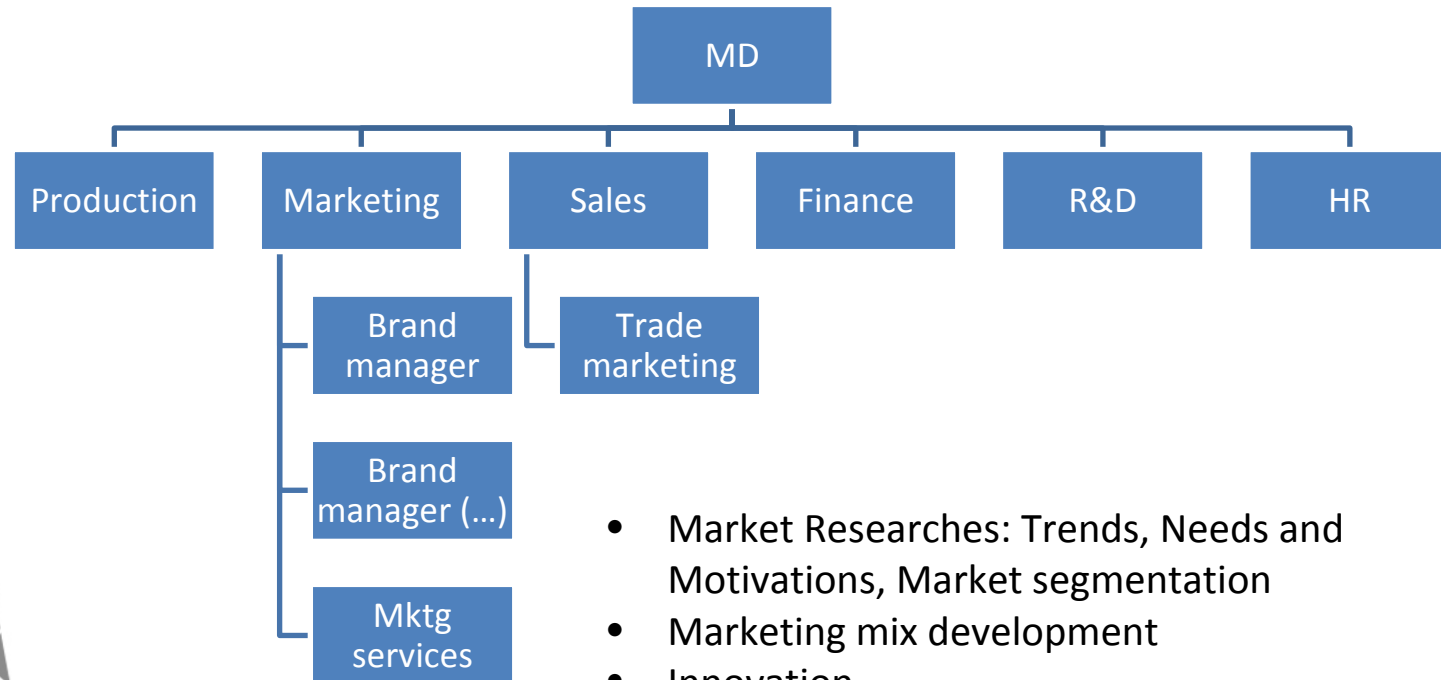 MD
Production
Marketing
Sales
Finance
R&D
HR
Brand
manager
Trade
marketing
Brand
manager (...)
Mktg
services
• Market Researches: Trends, Needs and
Motivations, Market segmentation
• Marketing mix development
• Innovation